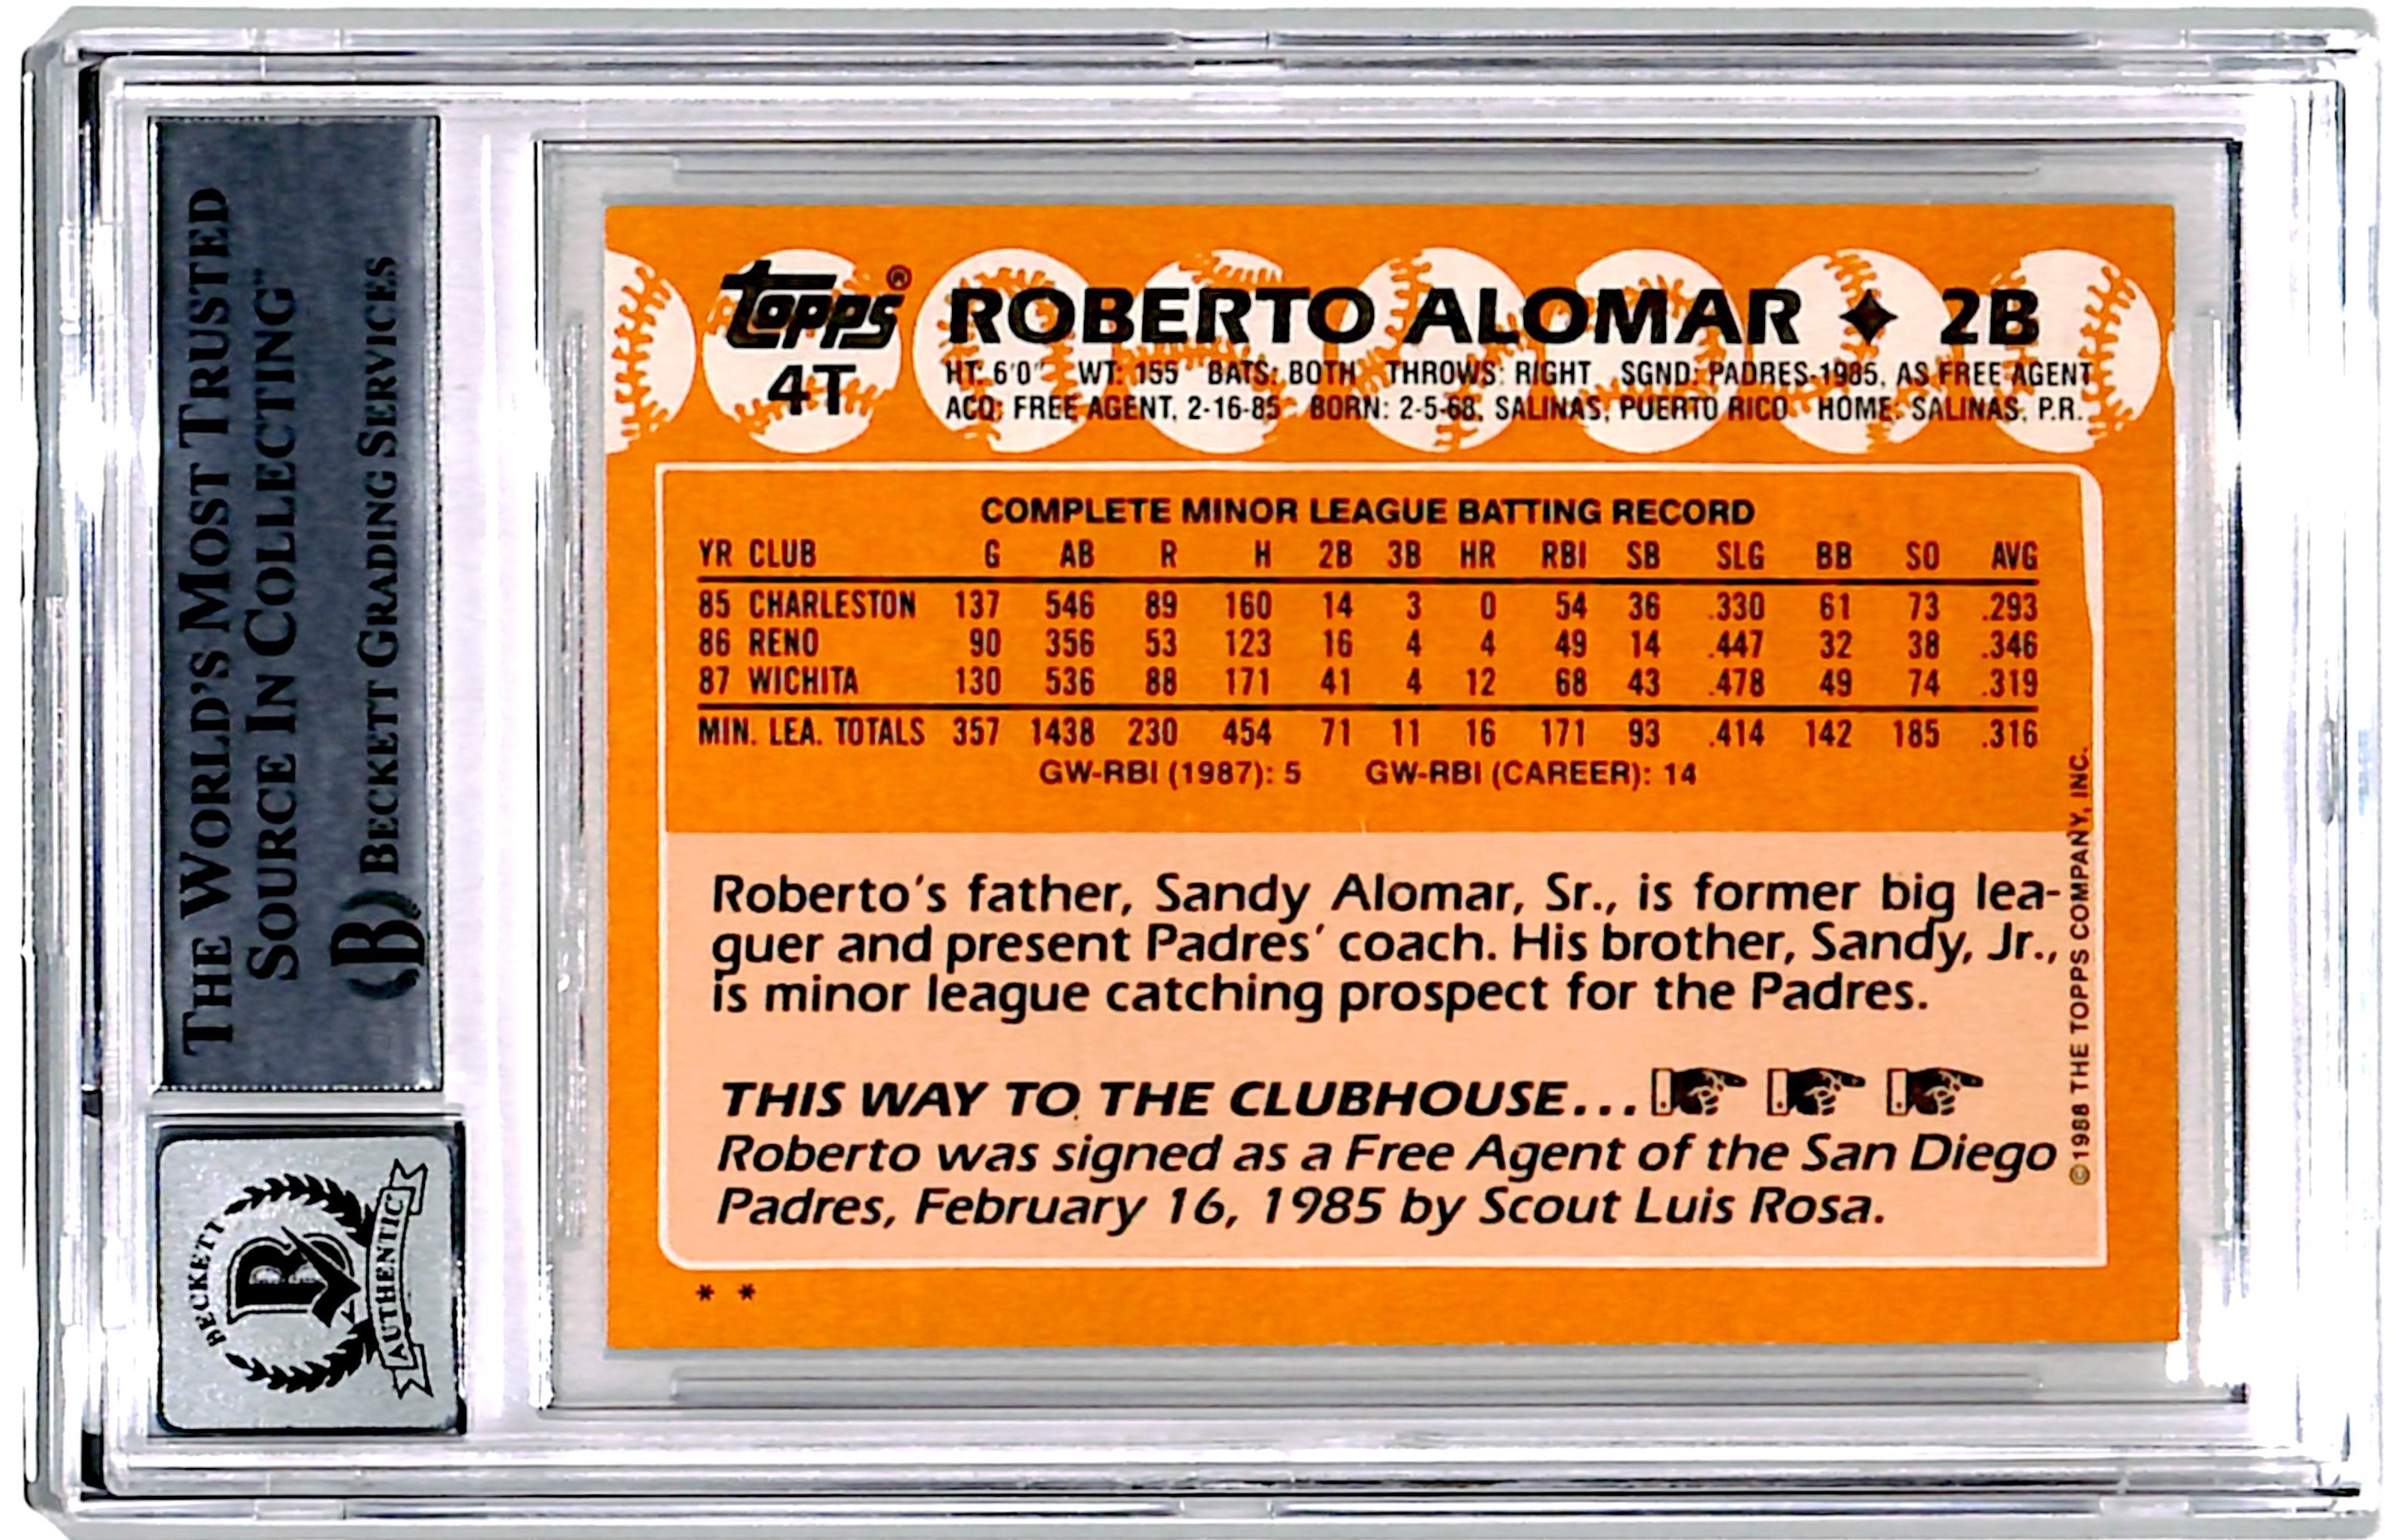 THE WORLD'S MOST TRUSTED
SOURCE IN COLLECTING™
B BECKETT GRADING SERVICES
BECKETT
B
AUTHENTIC
topps®
4T
ROBERTO ALOMAR ✦ 2B
HT: 6'0" WT: 155 BATS: BOTH THROWS: RIGHT SGND: PADRES-1985, AS FREE AGENT
ACQ: FREE AGENT, 2-16-85 BORN: 2-5-68, SALINAS, PUERTO RICO HOME: SALINAS, P.R.
COMPLETE MINOR LEAGUE BATTING RECORD
YR CLUB G AB R H 2B 3B HR RBI SB SLG BB SO AVG
85 CHARLESTON 137 546 89 160 14 3 0 54 36 .330 61 73 .293
86 RENO 90 356 53 123 16 4 4 49 14 .447 32 38 .346
87 WICHITA 130 536 88 171 41 4 12 68 43 .478 49 74 .319
MIN. LEA. TOTALS 357 1438 230 454 71 11 16 171 93 .414 142 185 .316
GW-RBI (1987): 5 GW-RBI (CAREER): 14
Roberto's father, Sandy Alomar, Sr., is former big lea-
guer and present Padres' coach. His brother, Sandy, Jr.,
is minor league catching prospect for the Padres.
THIS WAY TO THE CLUBHOUSE...
Roberto was signed as a Free Agent of the San Diego
Padres, February 16, 1985 by Scout Luis Rosa.
* *
©1988 THE TOPPS COMPANY, INC.